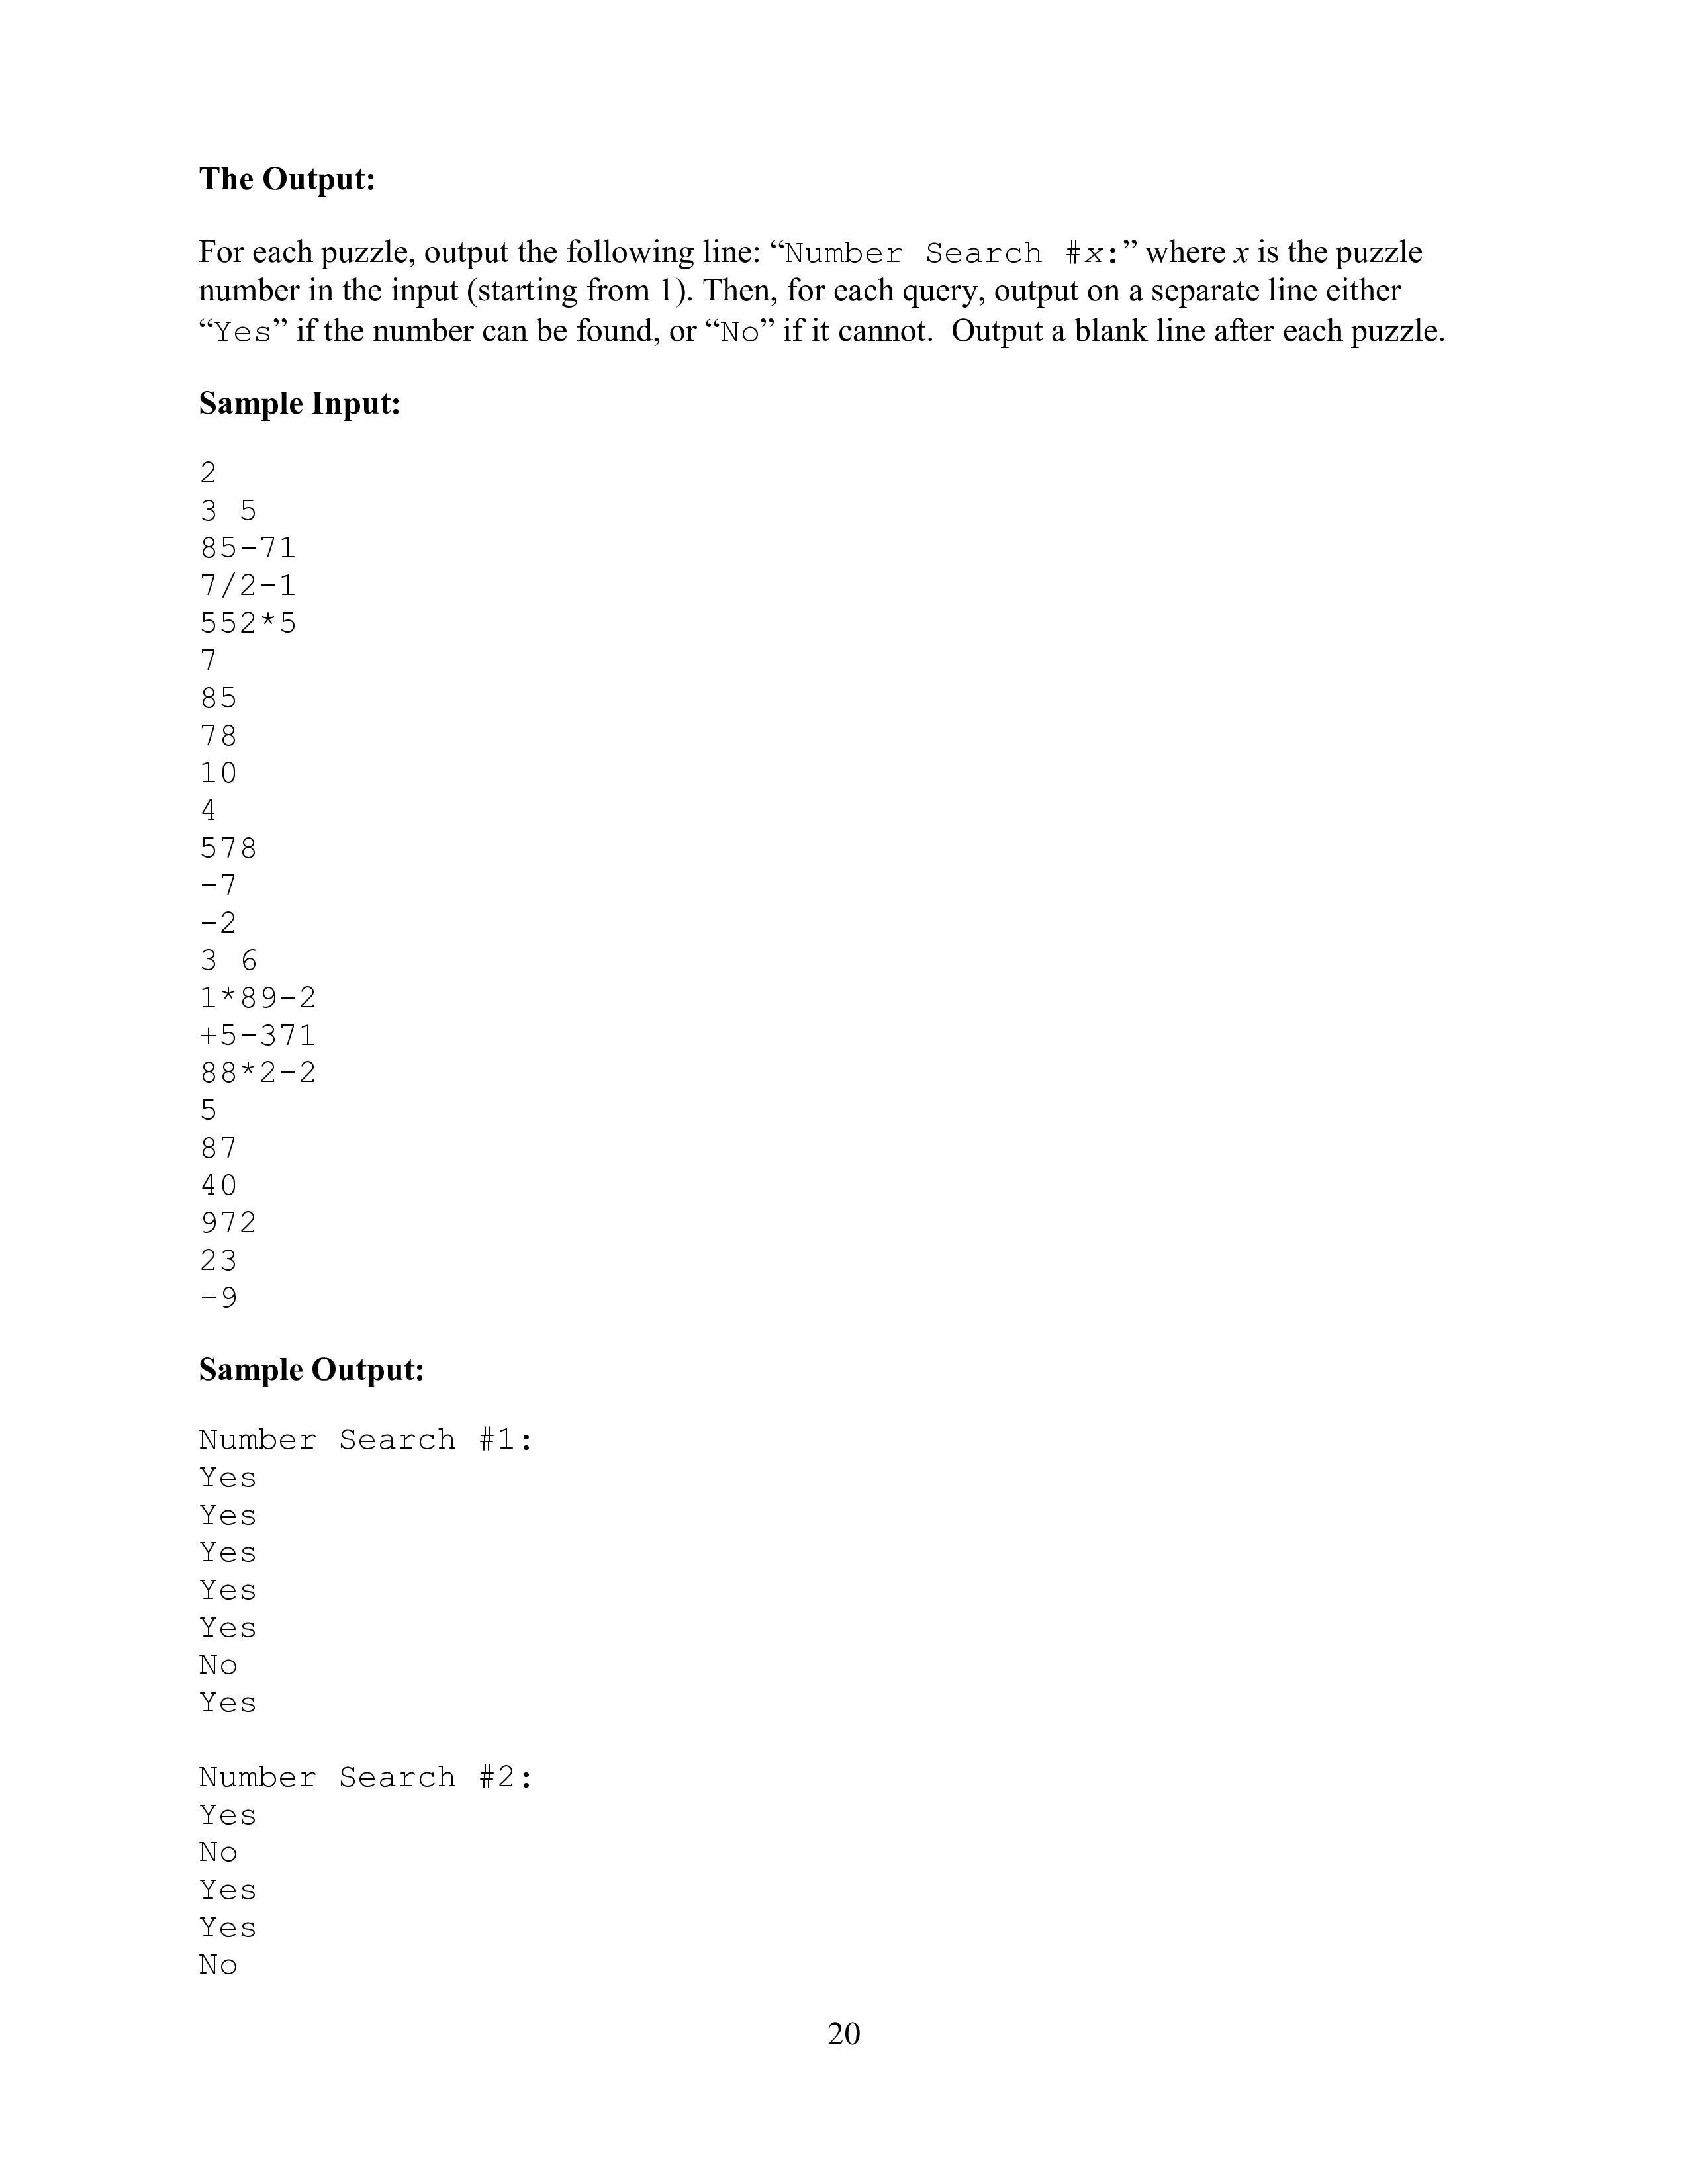 The Output:
For each puzzle, output the following line: “Number Search #x:” where x is the puzzle
number in the input (starting from 1). Then, for each query, output on a separate line either
“Yes” if the number can be found, or “No” if it cannot.  Output a blank line after each puzzle.
Sample Input:
2
3 5
85-71
7/2-1
552*5
7
85
78
10
4
578
-7
-2
3 6
1*89-2
+5-371
88*2-2
5
87
40
972
23
-9
Sample Output:
Number Search #1:
Yes
Yes
Yes
Yes
Yes
No
Yes
Number Search #2:
Yes
No
Yes
Yes
No
20